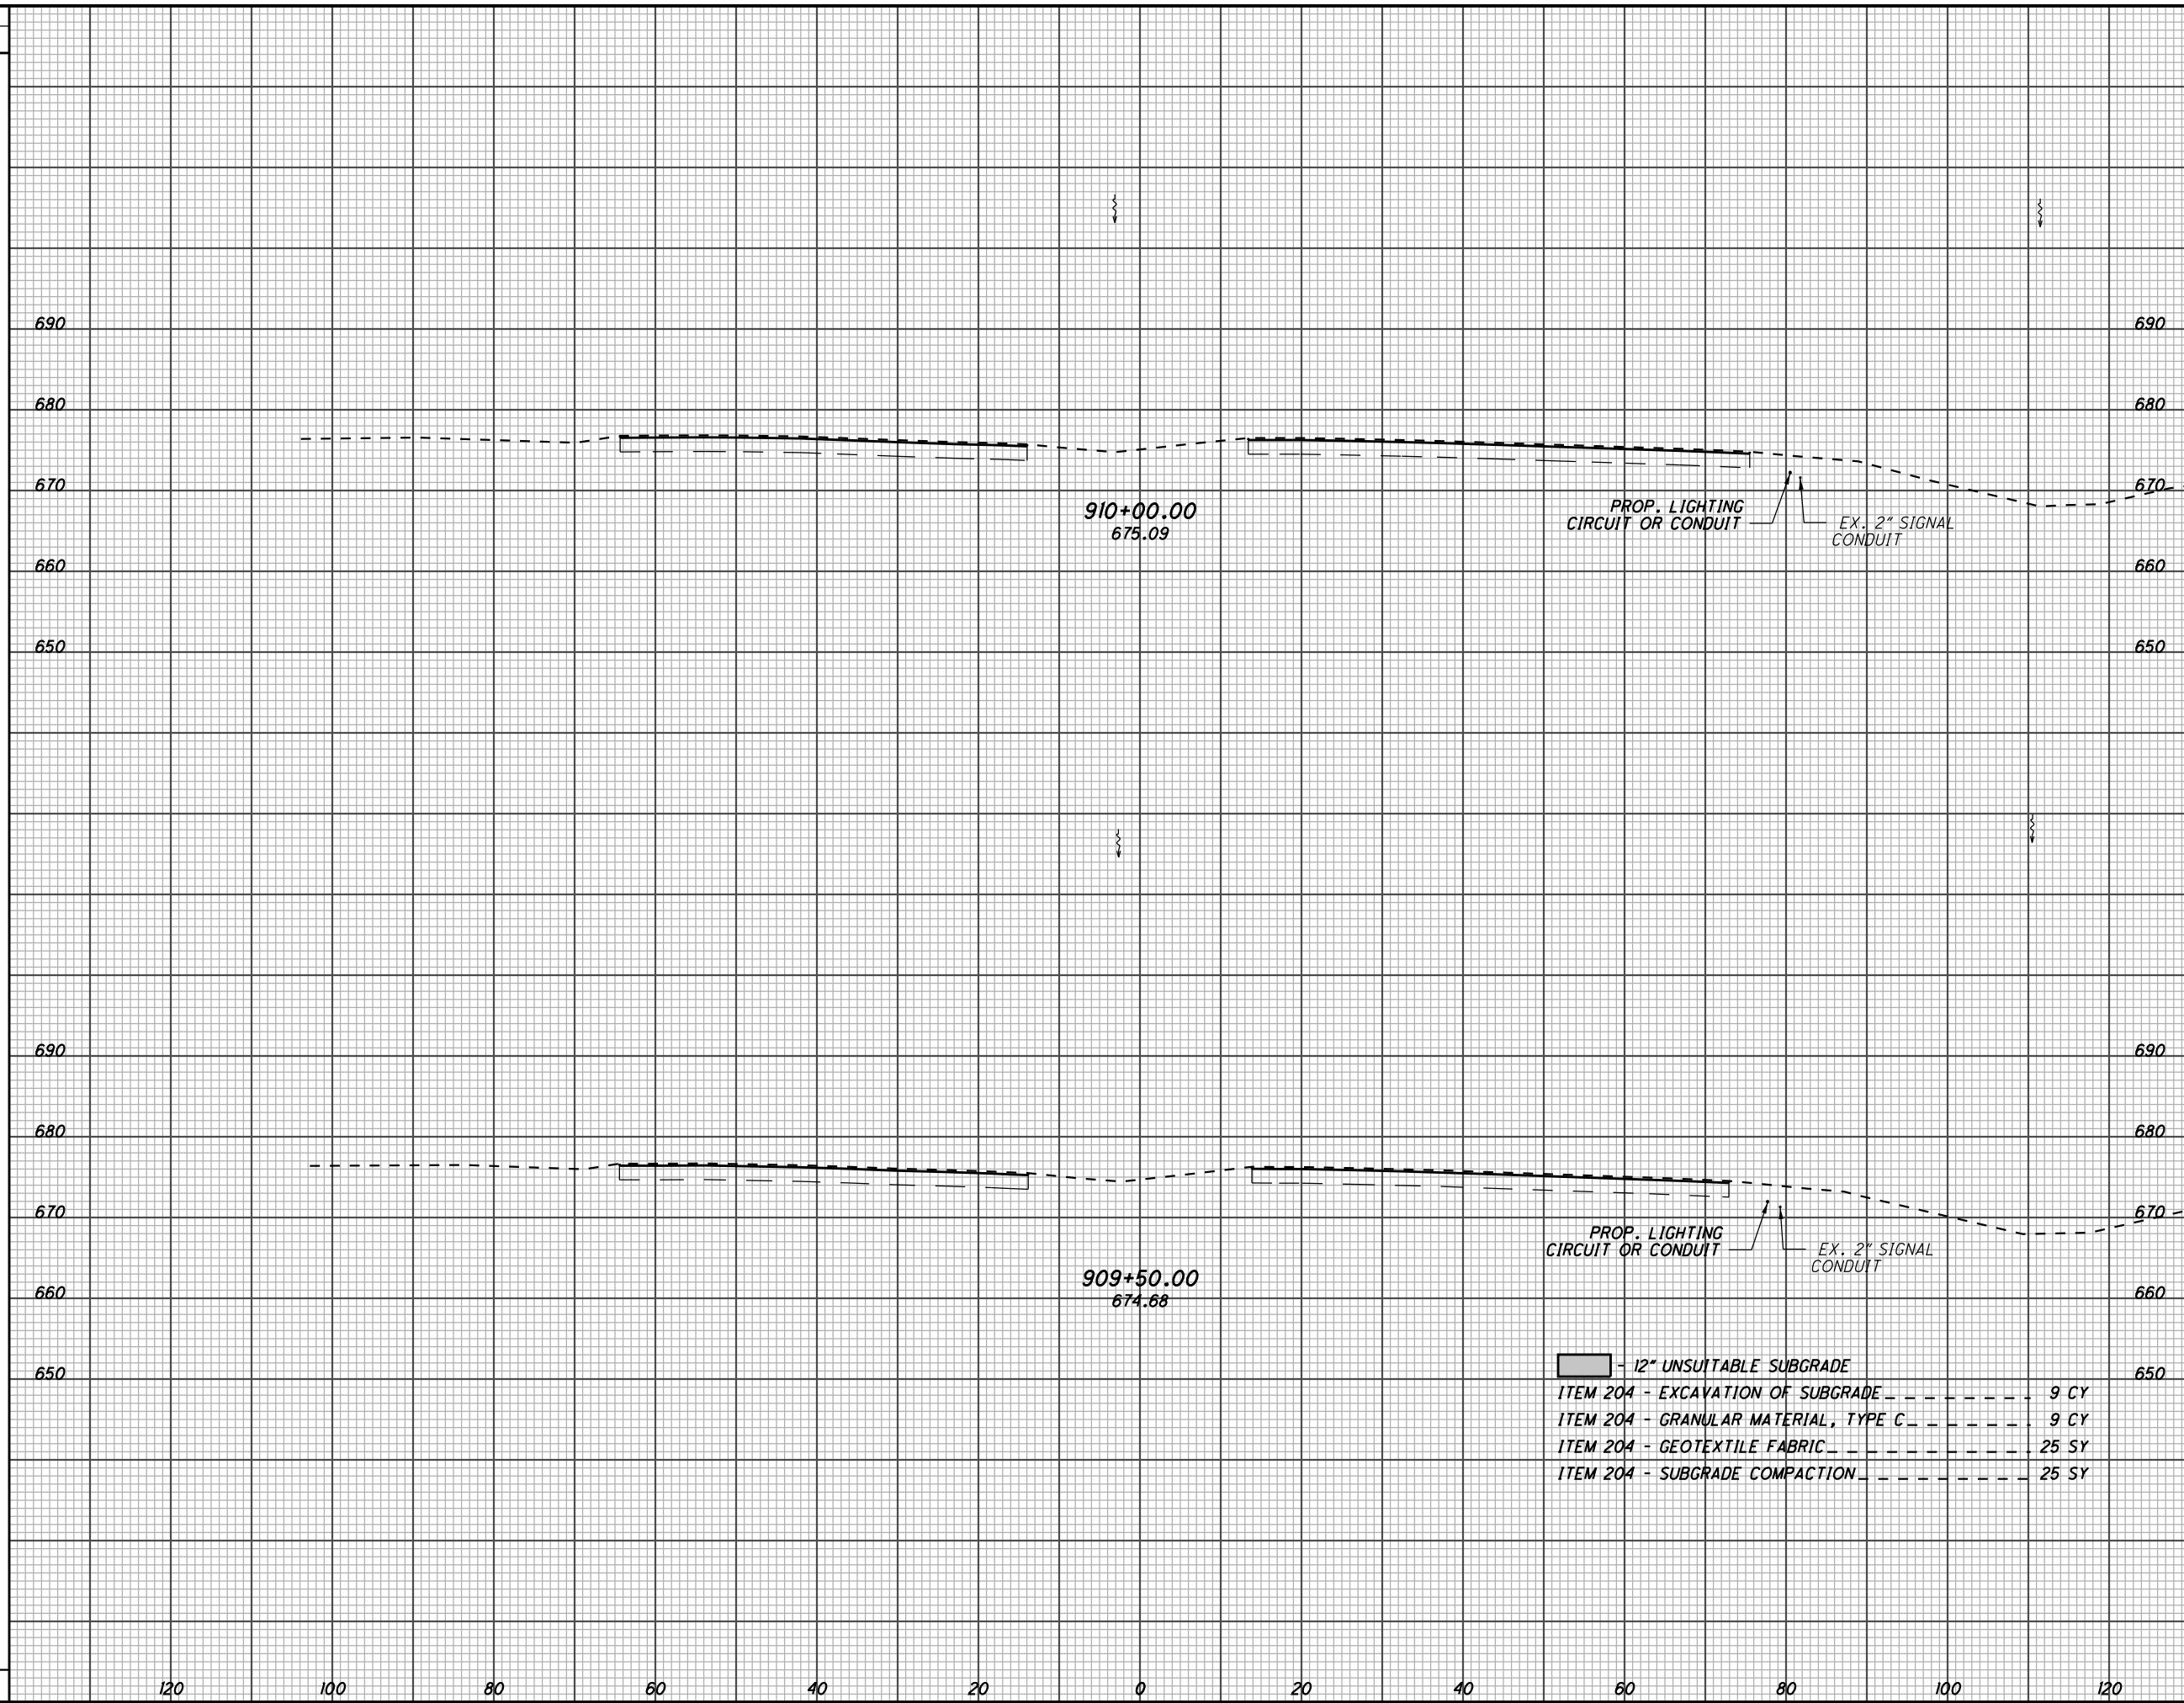 690 690
680 680
670 670
910+00.00
675.09
PROP. LIGHTING
CIRCUIT OR CONDUIT
EX. 2" SIGNAL
CONDUIT
660 660
650 650
690 690
680 680
670 670
PROP. LIGHTING
CIRCUIT OR CONDUIT
EX. 2" SIGNAL
CONDUIT
909+50.00
674.68
660 660
650 650
- 12" UNSUITABLE SUBGRADE
ITEM 204 - EXCAVATION OF SUBGRADE 9 CY
ITEM 204 - GRANULAR MATERIAL, TYPE C 9 CY
ITEM 204 - GEOTEXTILE FABRIC 25 SY
ITEM 204 - SUBGRADE COMPACTION 25 SY
120 100 80 60 40 20 0 20 40 60 80 100 120